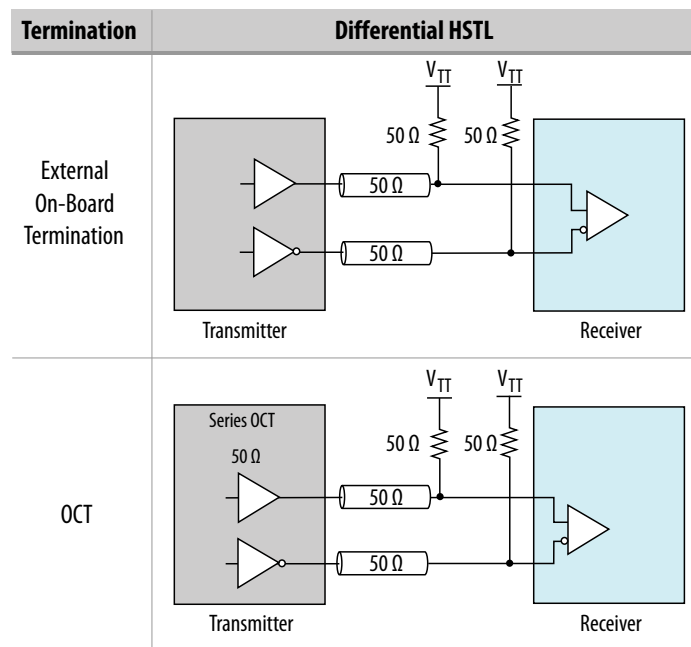 Termination Differential HSTL
V_TT V_TT
50 Ω 50 Ω
External
On-Board
Termination
50 Ω
50 Ω
Transmitter Receiver
V_TT V_TT
Series OCT
50 Ω 50 Ω
50 Ω
OCT
50 Ω
50 Ω
Transmitter Receiver